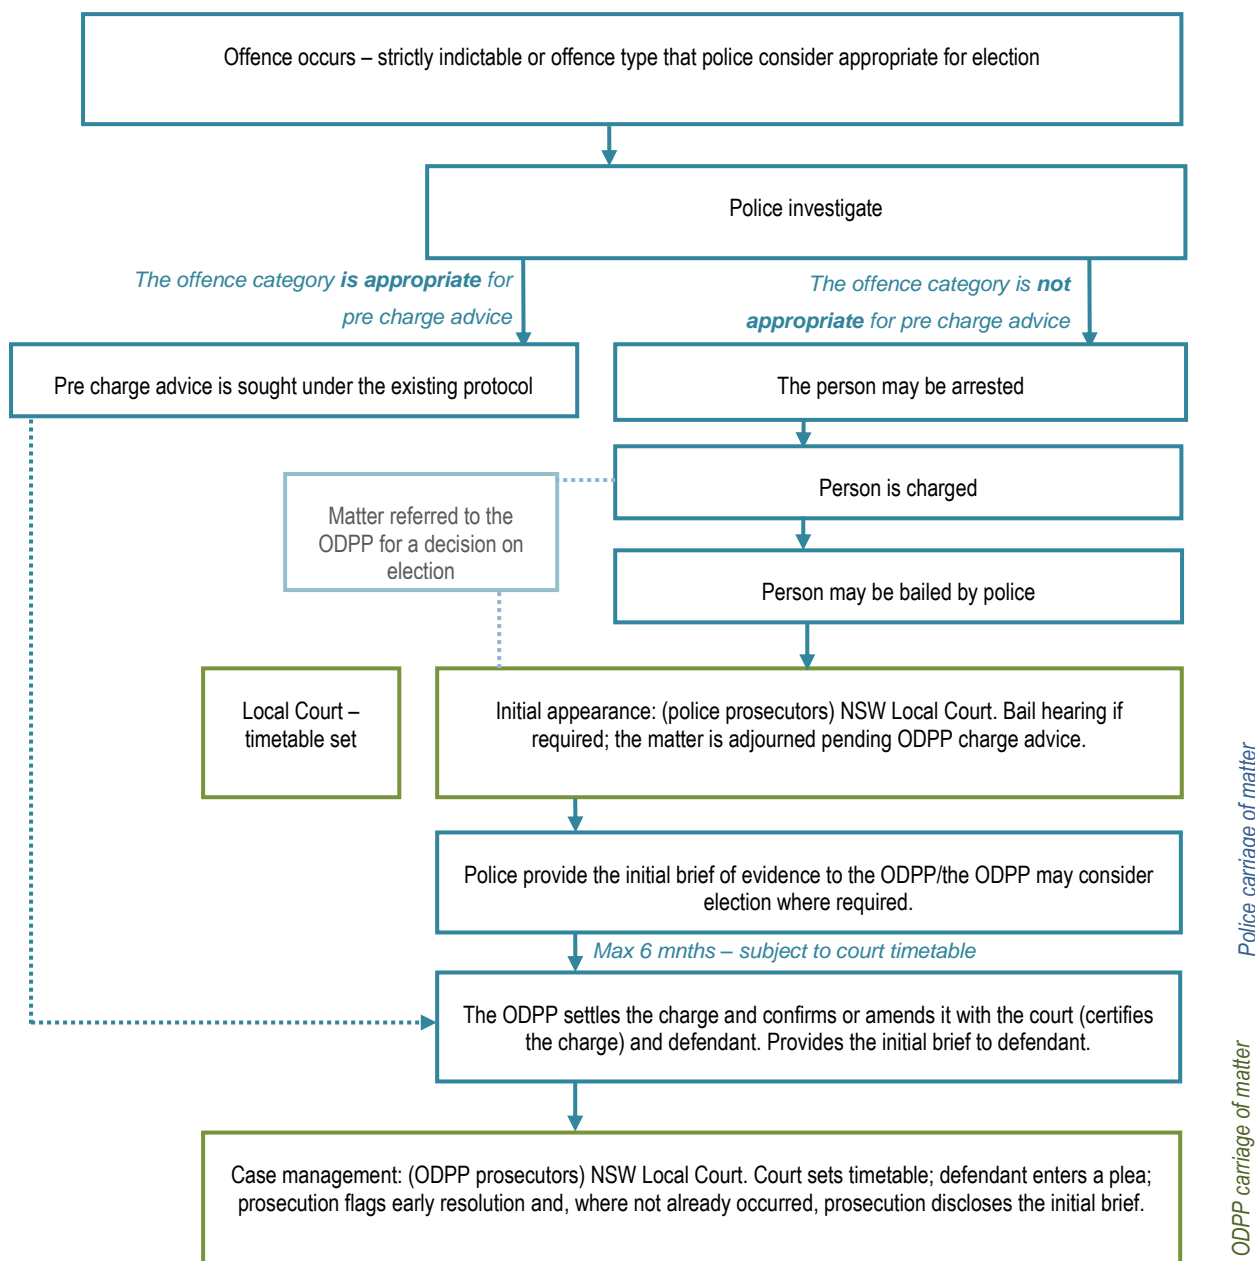 Offence occurs – strictly indictable or offence type that police consider appropriate for election
Police investigate
The offence category is appropriate for
pre charge advice
The offence category is not
appropriate for pre charge advice
Pre charge advice is sought under the existing protocol
The person may be arrested
Person is charged
Matter referred to the
ODPP for a decision on
election
Person may be bailed by police
Local Court –
timetable set
Initial appearance: (police prosecutors) NSW Local Court. Bail hearing if
required; the matter is adjourned pending ODPP charge advice.
Police carriage of matter
Police provide the initial brief of evidence to the ODPP/the ODPP may consider
election where required.
Max 6 mnths – subject to court timetable
The ODPP settles the charge and confirms or amends it with the court (certifies
the charge) and defendant. Provides the initial brief to defendant.
ODPP carriage of matter
Case management: (ODPP prosecutors) NSW Local Court. Court sets timetable; defendant enters a plea;
prosecution flags early resolution and, where not already occurred, prosecution discloses the initial brief.